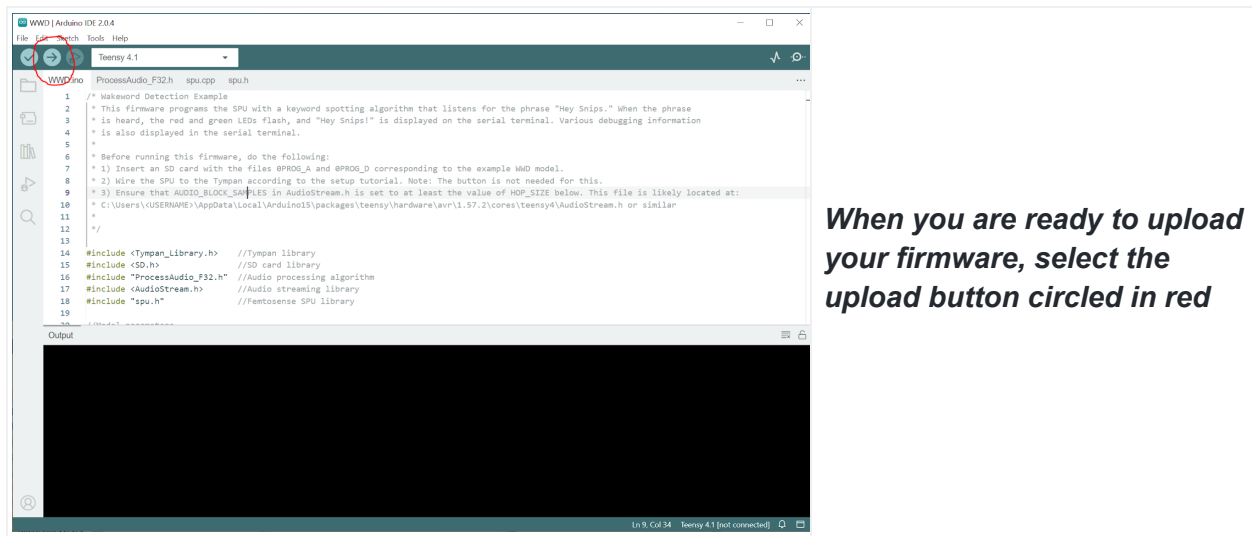 WWD | Arduino IDE 2.0.4
File Edit Sketch Tools Help
Teensy 4.1
WWD.ino ProcessAudio_F32.h spu.cpp spu.h
1 /* Wakeword Detection Example
2 * This firmware programs the SPU with a keyword spotting algorithm that listens for the phrase "Hey Snips." When the phrase
3 * is heard, the red and green LEDs flash, and "Hey Snips!" is displayed on the serial terminal. Various debugging information
4 * is also displayed in the serial terminal.
5 *
6 * Before running this firmware, do the following:
7 * 1) Insert an SD card with the files 0PROG_A and 0PROG_D corresponding to the example WWD model.
8 * 2) Wire the SPU to the Tympan according to the setup tutorial. Note: The button is not needed for this.
9 * 3) Ensure that AUDIO_BLOCK_SAMPLES in AudioStream.h is set to at least the value of HOP_SIZE below. This file is likely located at:
10 * C:\Users\<USERNAME>\AppData\Local\Arduino15\packages\teensy\hardware\avr\1.57.2\cores\teensy4\AudioStream.h or similar
11 *
12 */
13
14 #include <Tympan_Library.h> //Tympan library
15 #include <SD.h> //SD card library
16 #include "ProcessAudio_F32.h" //Audio processing algorithm
17 #include <AudioStream.h> //Audio streaming library
18 #include "spu.h" //Femtosense SPU library
19
20 //Model parameters
Output
Ln 9, Col 34 Teensy 4.1 [not connected]
When you are ready to upload
your firmware, select the
upload button circled in red